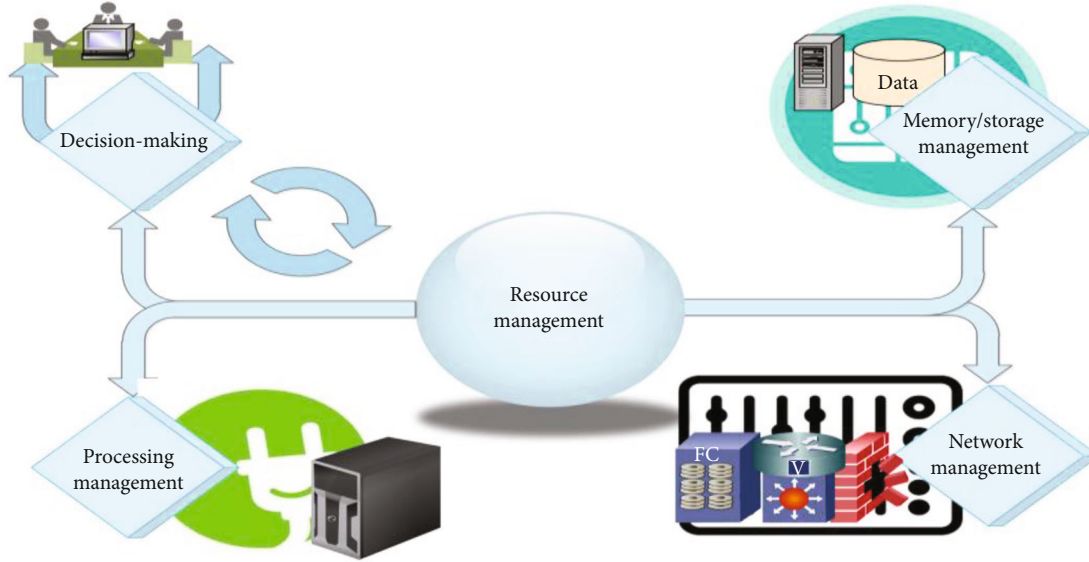 Decision-making
Data
Memory/storage
management
Resource
management
Processing
management
FC
V
Network
management